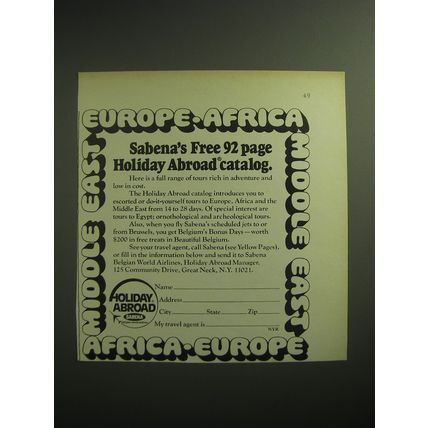 49
EUROPE•AFRICA
MIDDLE EAST
MIDDLE EAST
Sabena's Free 92 page
Holiday Abroad® catalog.
Here is a full range of tours rich in adventure and
low in cost.
The Holiday Abroad catalog introduces you to
escorted or do-it-yourself tours to Europe, Africa and the
Middle East from 14 to 28 days. Of special interest are
tours to Egypt; ornothological and archeological tours.
Also, when you fly Sabena's scheduled jets to or
from Brussels, you get Belgium's Bonus Days—worth
$200 in free treats in Beautiful Belgium.
See your travel agent, call Sabena (see Yellow Pages),
or fill in the information below and send it to Sabena
Belgian World Airlines, Holiday Abroad Manager,
125 Community Drive, Great Neck, N.Y. 11021.
HOLIDAY
ABROAD
SABENA
Name
Address
City State Zip
My travel agent is
NYR
AFRICA•EUROPE